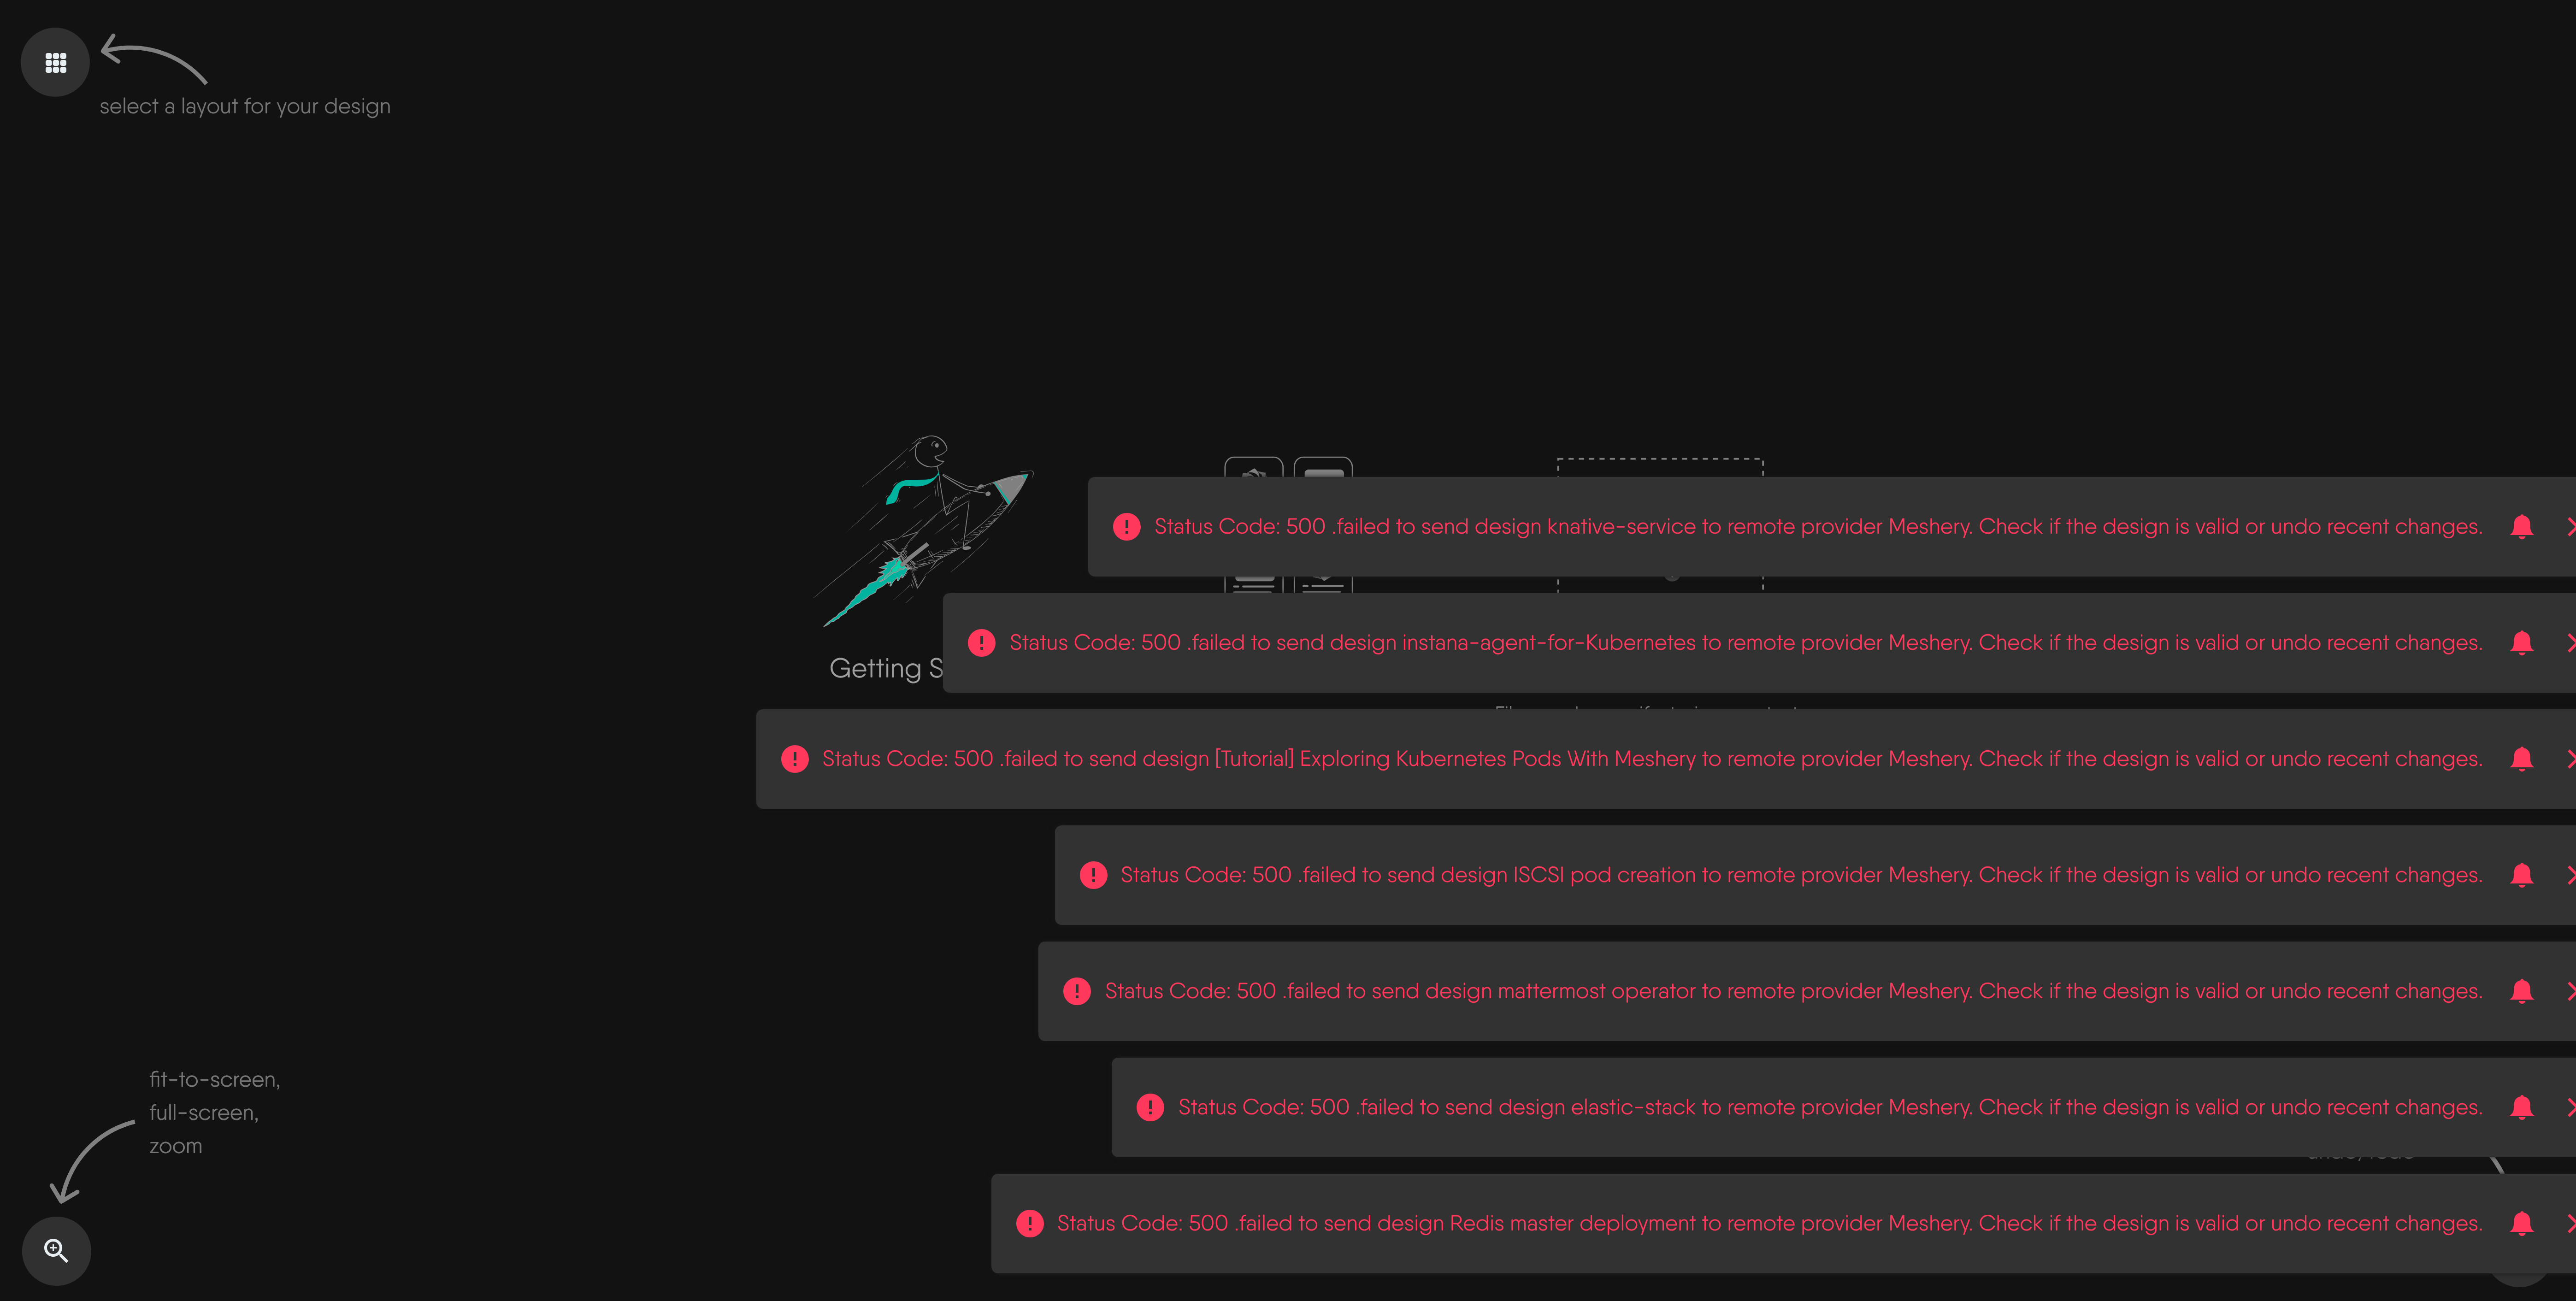 select a layout for your design
Status Code: 500 .failed to send design knative-service to remote provider Meshery. Check if the design is valid or undo recent changes.
Status Code: 500 .failed to send design instana-agent-for-Kubernetes to remote provider Meshery. Check if the design is valid or undo recent changes.
Getting S
Status Code: 500 .failed to send design [Tutorial] Exploring Kubernetes Pods With Meshery to remote provider Meshery. Check if the design is valid or undo recent changes.
Status Code: 500 .failed to send design ISCSI pod creation to remote provider Meshery. Check if the design is valid or undo recent changes.
Status Code: 500 .failed to send design mattermost operator to remote provider Meshery. Check if the design is valid or undo recent changes.
fit-to-screen,
full-screen,
zoom
Status Code: 500 .failed to send design elastic-stack to remote provider Meshery. Check if the design is valid or undo recent changes.
Status Code: 500 .failed to send design Redis master deployment to remote provider Meshery. Check if the design is valid or undo recent changes.